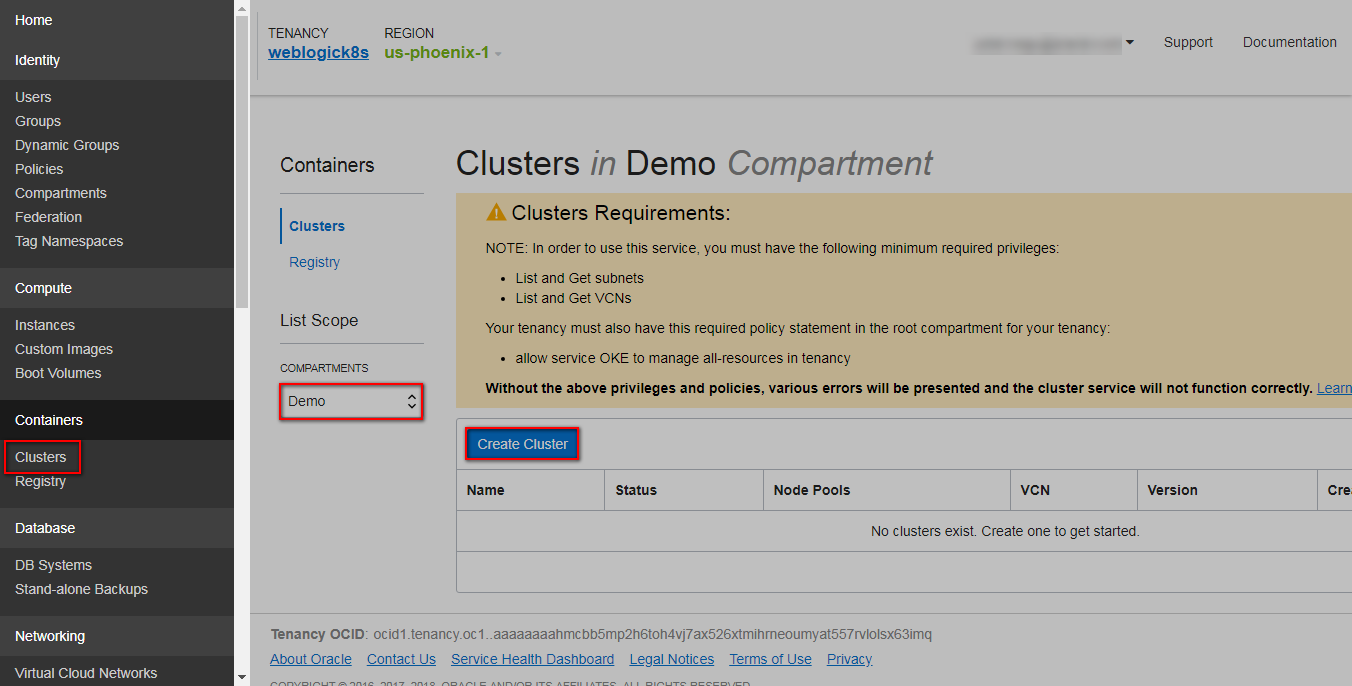 Home
Identity
Users
Groups
Dynamic Groups
Policies
Compartments
Federation
Tag Namespaces
Compute
Instances
Custom Images
Boot Volumes
Containers
Clusters
Registry
Database
DB Systems
Stand-alone Backups
Networking
Virtual Cloud Networks
TENANCY
weblogick8s
REGION
us-phoenix-1
Support
Documentation
Containers
Clusters
Registry
List Scope
COMPARTMENTS
Demo
Clusters in Demo Compartment
Clusters Requirements:
NOTE: In order to use this service, you must have the following minimum required privileges:
• List and Get subnets
• List and Get VCNs
Your tenancy must also have this required policy statement in the root compartment for your tenancy:
• allow service OKE to manage all-resources in tenancy
Without the above privileges and policies, various errors will be presented and the cluster service will not function correctly. Learn
Create Cluster
Name Status Node Pools VCN Version Crea
No clusters exist. Create one to get started.
Tenancy OCID: ocid1.tenancy.oc1..aaaaaaaahmcbb5mp2h6toh4vj7ax526xtmihrneoumyat557rvlolsx63imq
About Oracle Contact Us Service Health Dashboard Legal Notices Terms of Use Privacy
COPYRIGHT © 2016, 2017, 2018, ORACLE AND/OR ITS AFFILIATES. ALL RIGHTS RESERVED.